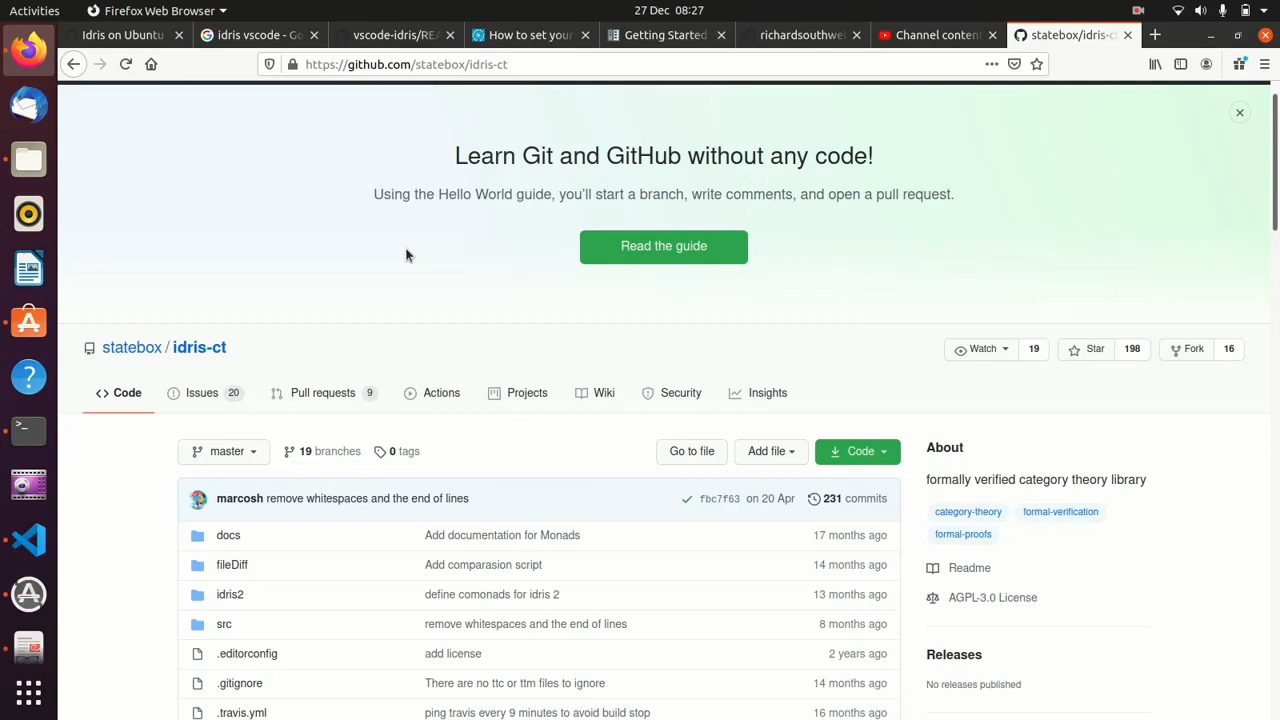 Activities
Firefox Web Browser
27 Dec 08:27
Idris on Ubuntu
idris vscode - Go
vscode-idris/REA
How to set your
Getting Started
richardsouthwel
Channel content
statebox/idris-ct
https://github.com/statebox/idris-ct
Learn Git and GitHub without any code!
Using the Hello World guide, you’ll start a branch, write comments, and open a pull request.
Read the guide
statebox / idris-ct
Watch 19
Star 198
Fork 16
Code
Issues 20
Pull requests 9
Actions
Projects
Wiki
Security
Insights
master
19 branches
0 tags
Go to file
Add file
Code
marcosh remove whitespaces and the end of lines
fbc7f63 on 20 Apr
231 commits
docs Add documentation for Monads 17 months ago
fileDiff Add comparasion script 14 months ago
idris2 define comonads for idris 2 13 months ago
src remove whitespaces and the end of lines 8 months ago
.editorconfig add license 2 years ago
.gitignore There are no ttc or ttm files to ignore 14 months ago
.travis.yml ping travis every 9 minutes to avoid build stop 16 months ago
About
formally verified category theory library
category-theory
formal-verification
formal-proofs
Readme
AGPL-3.0 License
Releases
No releases published